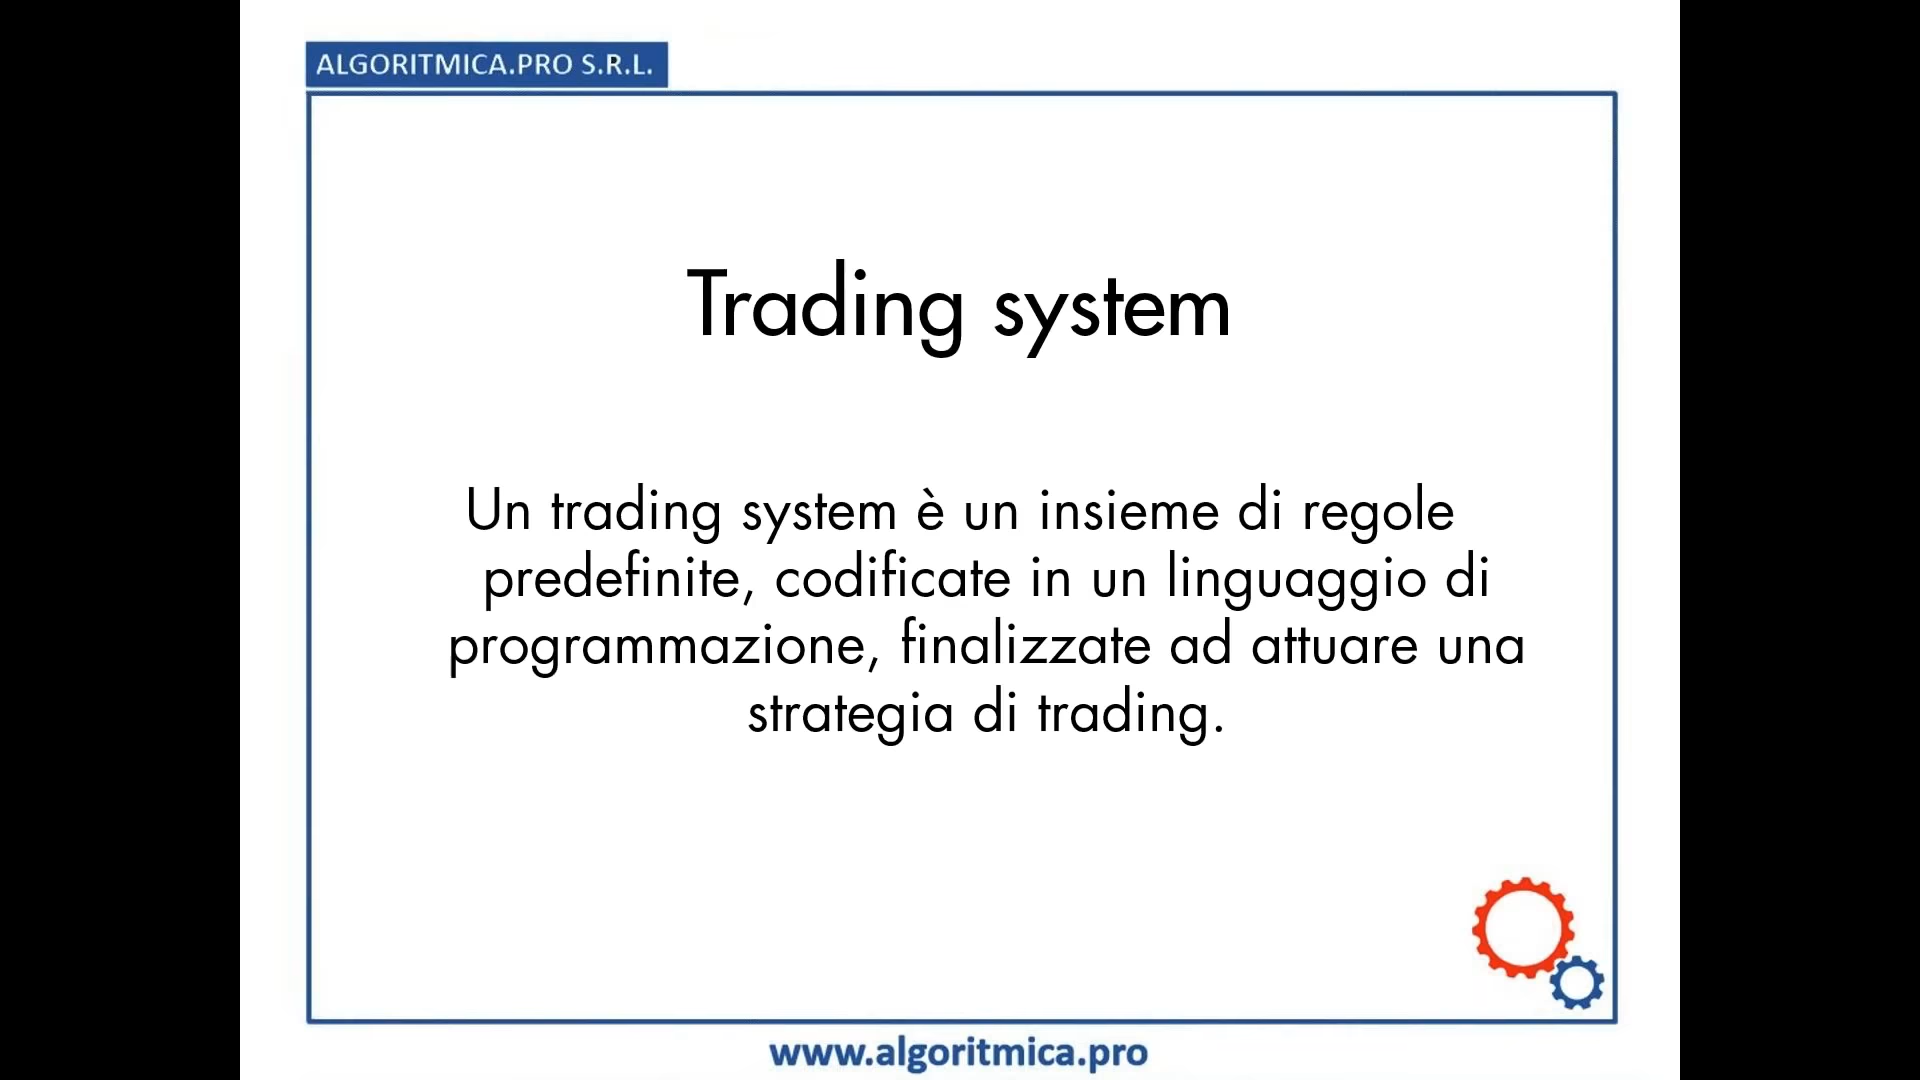 ALGORITMICA.PRO S.R.L.
Trading system
Un trading system è un insieme di regole
predefinite, codificate in un linguaggio di
programmazione, finalizzate ad attuare una
strategia di trading.
www.algoritmica.pro